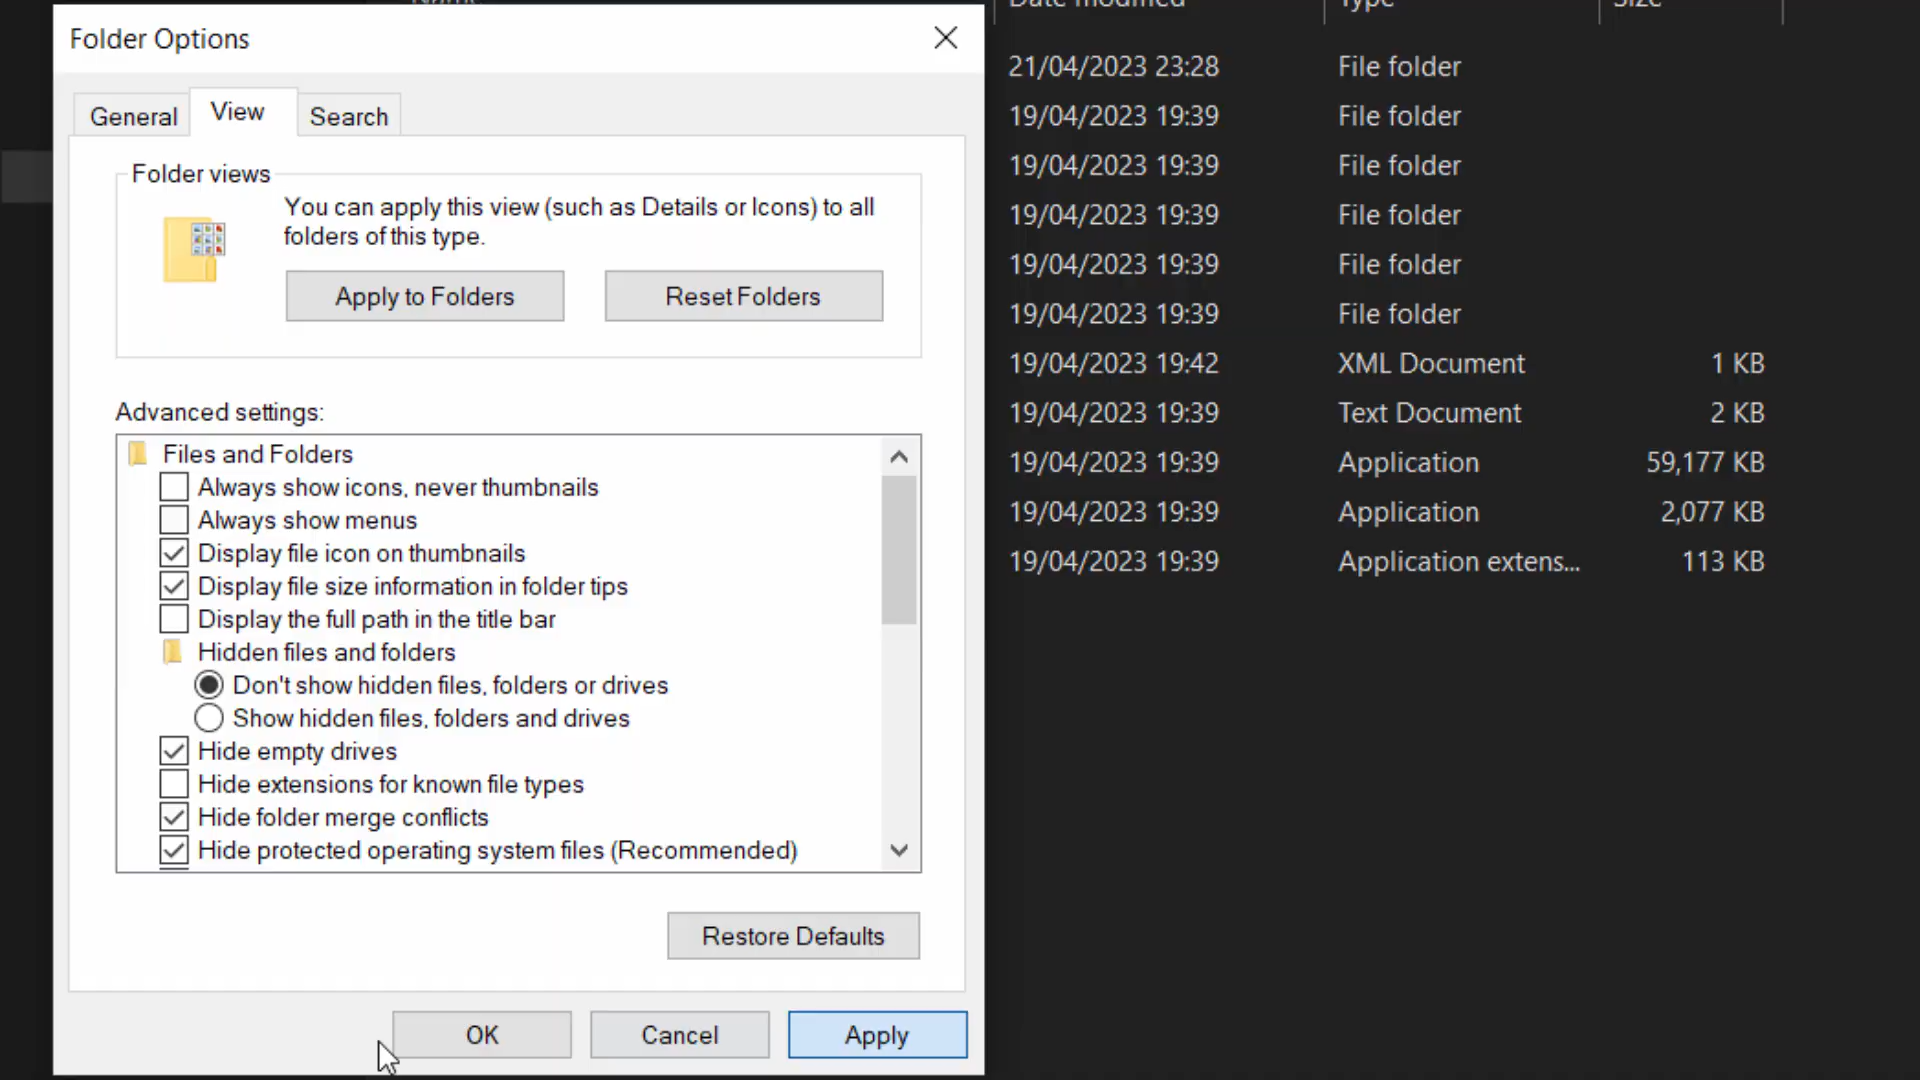 Folder Options
General
View
Search
Folder views
You can apply this view (such as Details or Icons) to all
folders of this type.
Apply to Folders
Reset Folders
Advanced settings:
Files and Folders
Always show icons, never thumbnails
Always show menus
Display file icon on thumbnails
Display file size information in folder tips
Display the full path in the title bar
Hidden files and folders
Don't show hidden files, folders or drives
Show hidden files, folders and drives
Hide empty drives
Hide extensions for known file types
Hide folder merge conflicts
Hide protected operating system files (Recommended)
Restore Defaults
OK
Cancel
Apply
Name
Date modified
Type
Size
21/04/2023 23:28 File folder
19/04/2023 19:39 File folder
19/04/2023 19:39 File folder
19/04/2023 19:39 File folder
19/04/2023 19:39 File folder
19/04/2023 19:39 File folder
19/04/2023 19:42 XML Document 1 KB
19/04/2023 19:39 Text Document 2 KB
19/04/2023 19:39 Application 59,177 KB
19/04/2023 19:39 Application 2,077 KB
19/04/2023 19:39 Application extens... 113 KB